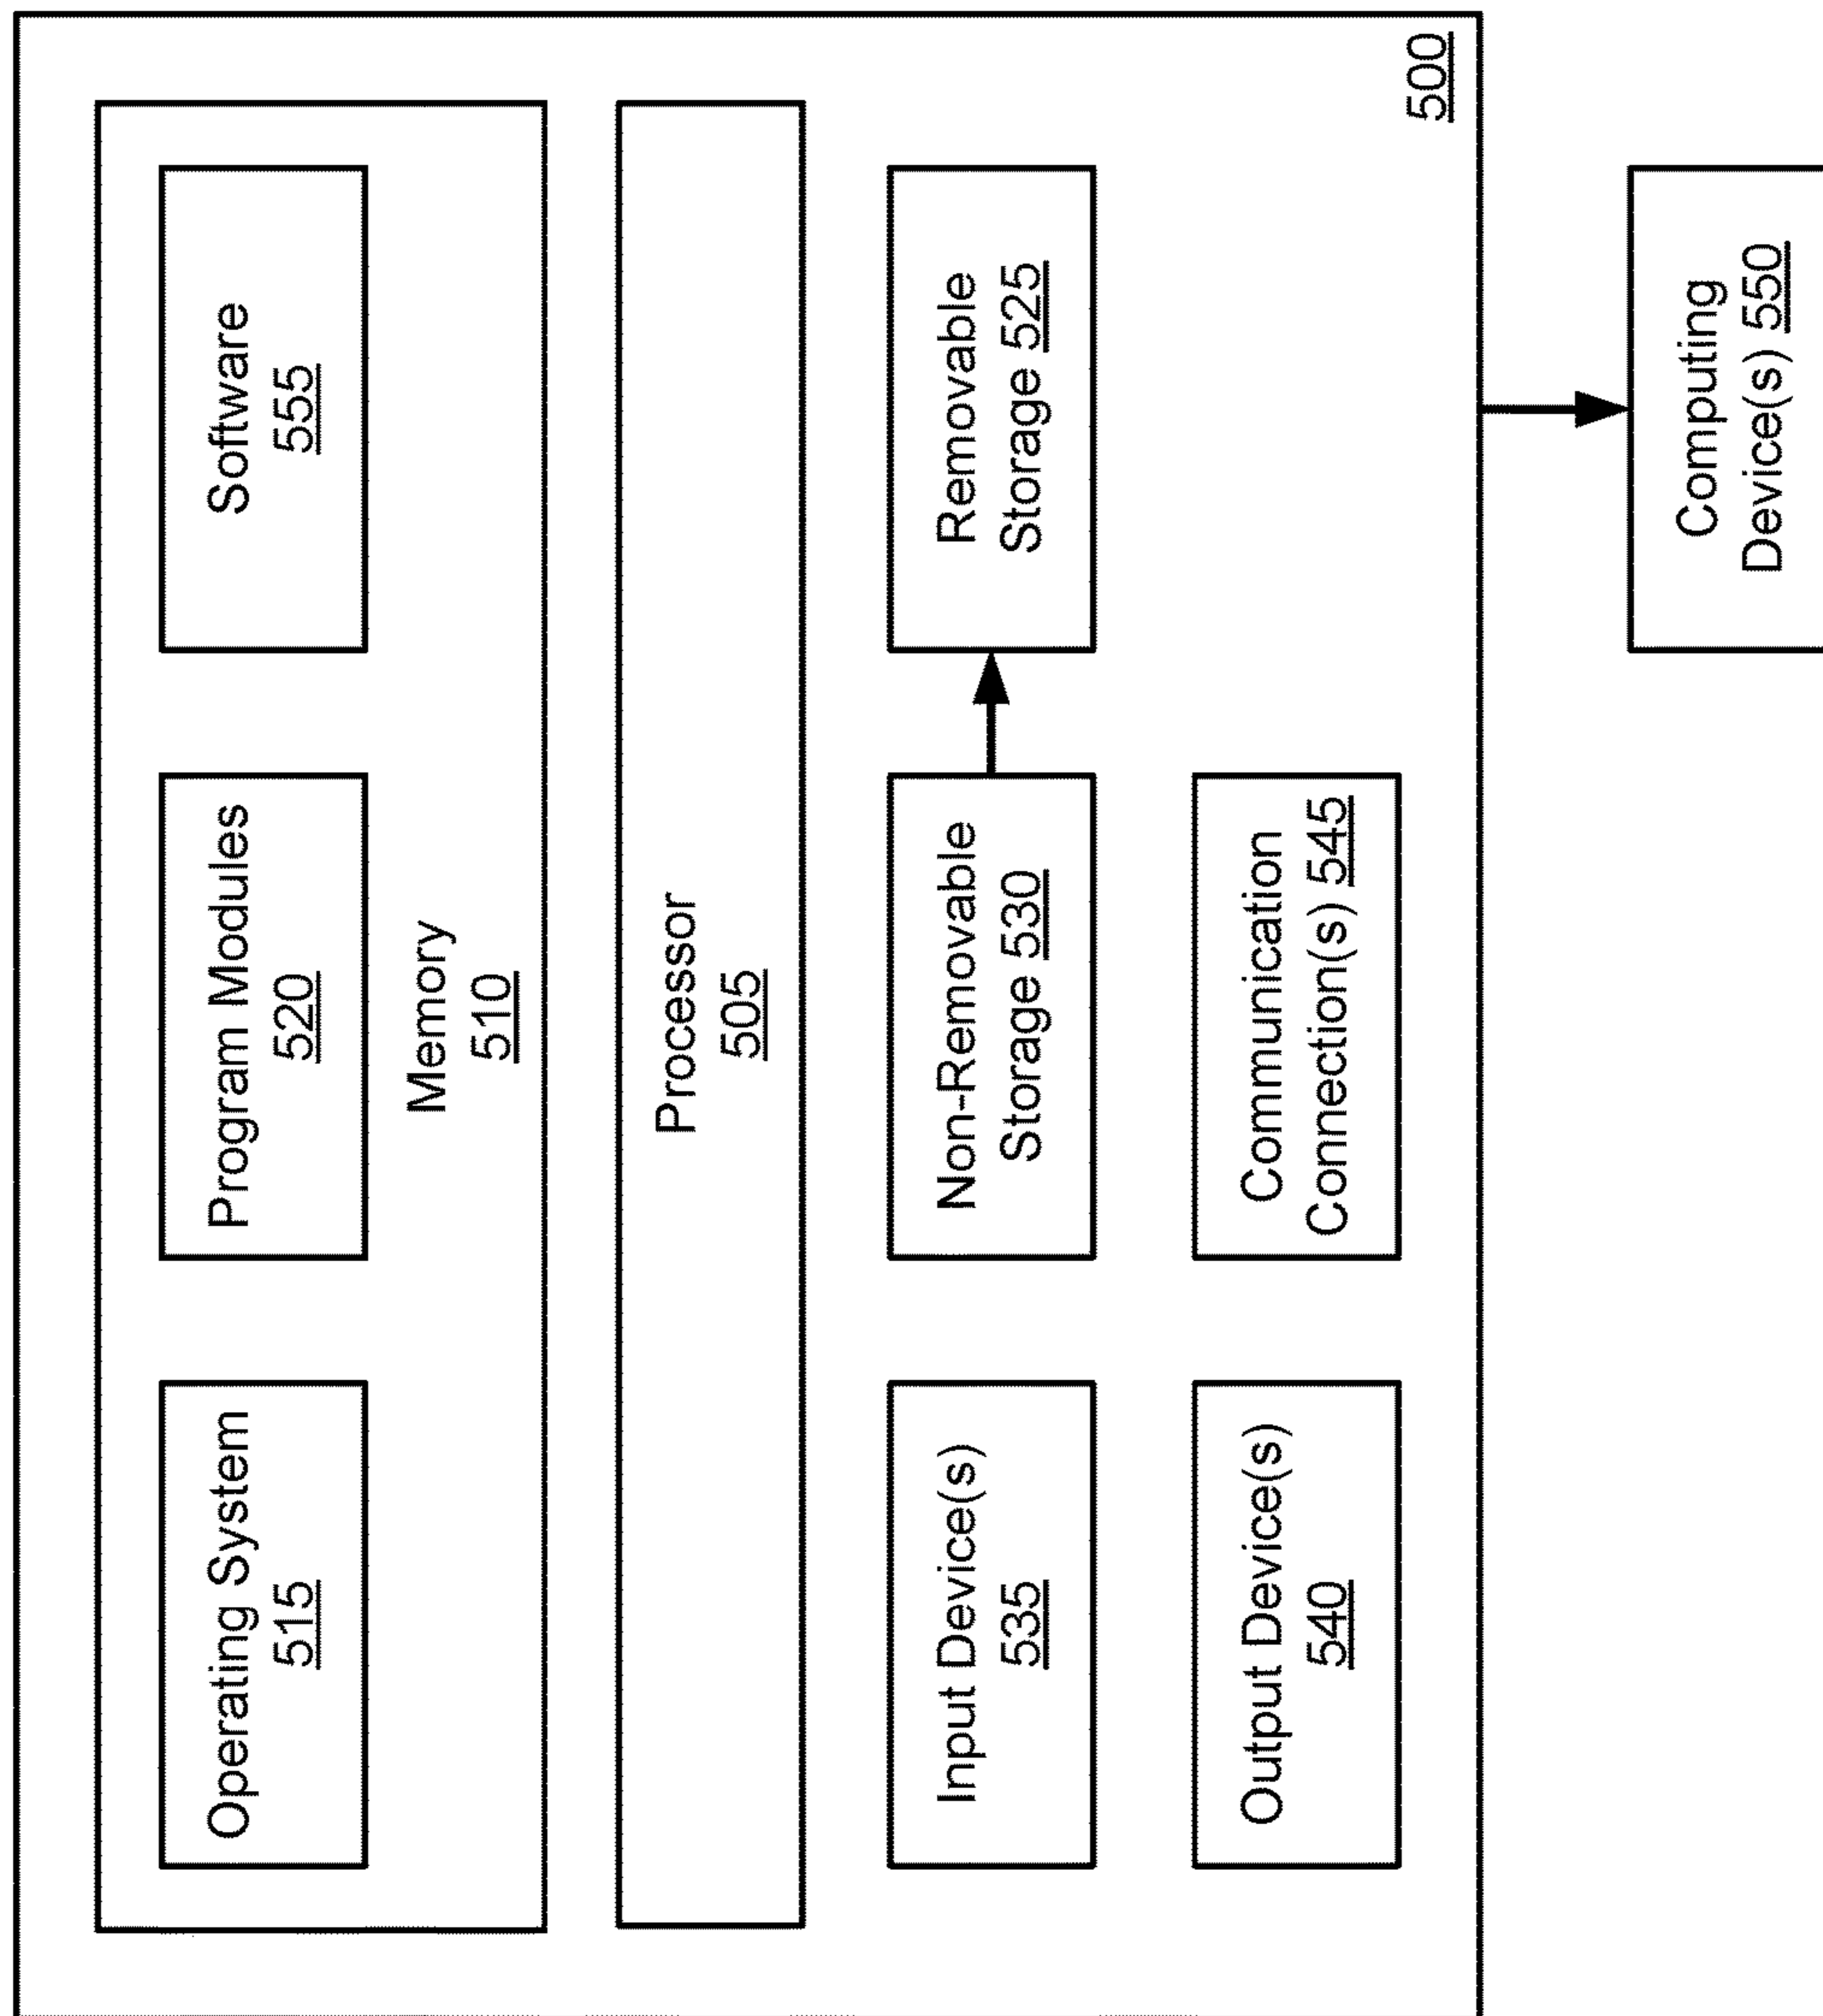 Operating System
515
Program Modules
520
Software
555
Memory
510
Processor
505
Input Device(s)
535
Non-Removable
Storage 530
Removable
Storage 525
Output Device(s)
540
Communication
Connection(s) 545
500
Computing
Device(s) 550